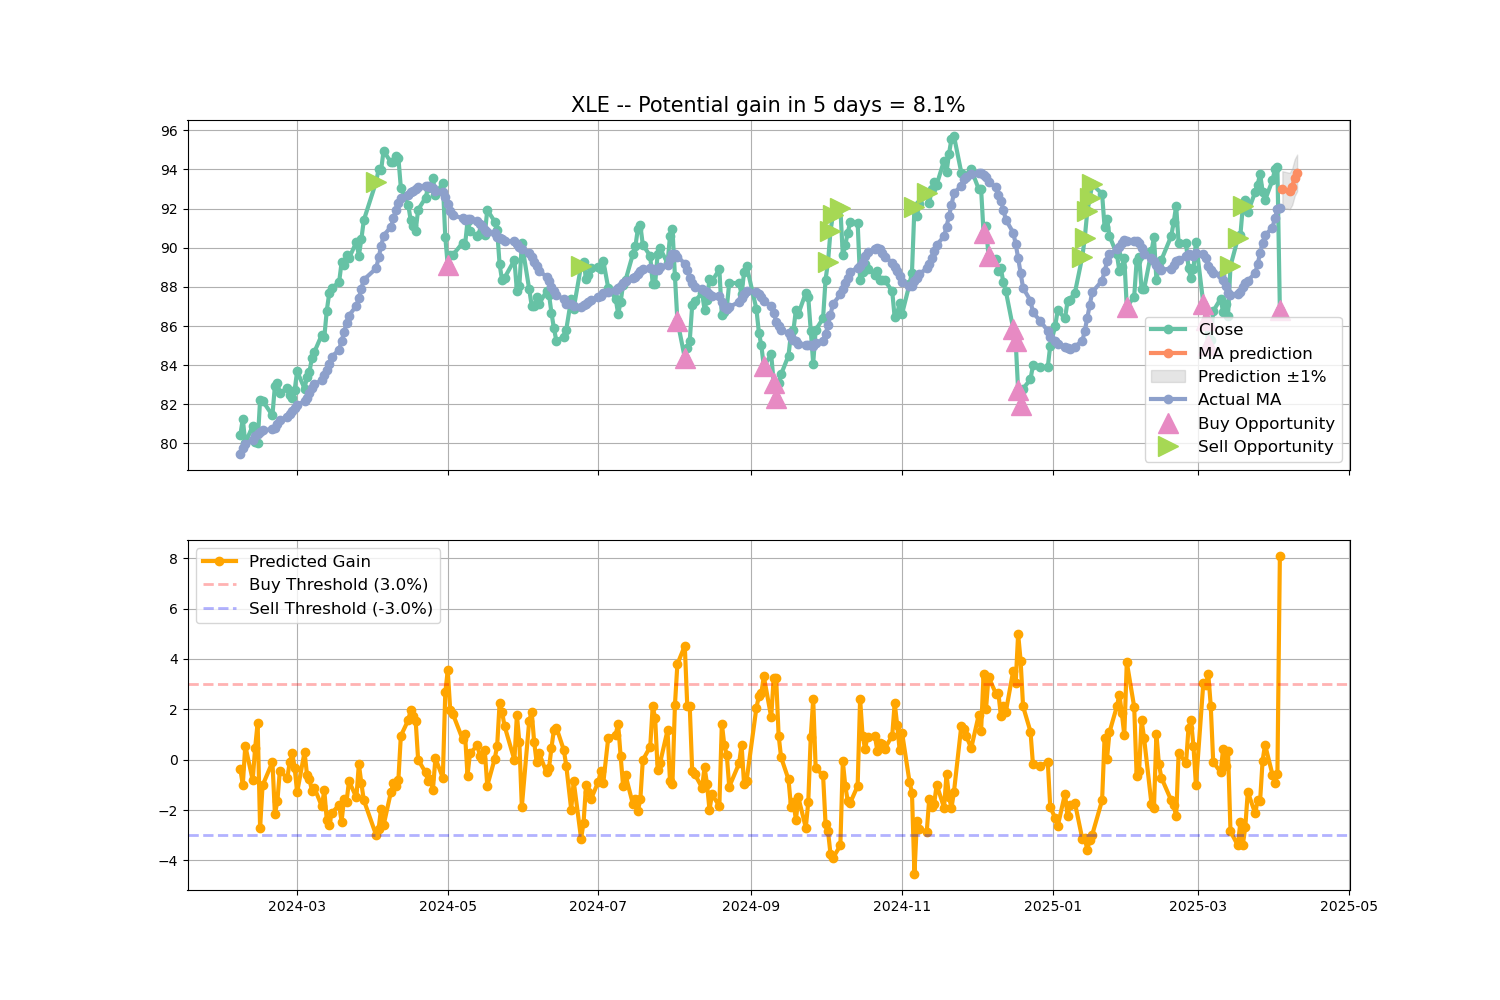 XLE -- Potential gain in 5 days = 8.1%
96
94
92
90
88
86
84
82
80
Close
MA prediction
Prediction ±1%
Actual MA
Buy Opportunity
Sell Opportunity
8
6
4
2
0
−2
−4
Predicted Gain
Buy Threshold (3.0%)
Sell Threshold (-3.0%)
2024-03
2024-05
2024-07
2024-09
2024-11
2025-01
2025-03
2025-05